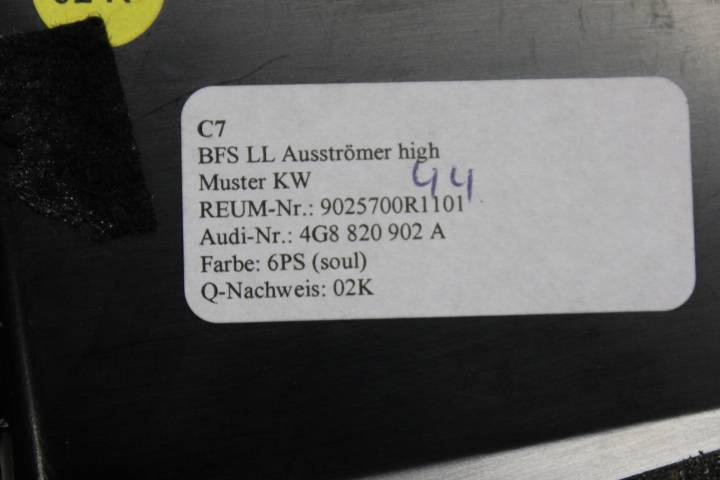 C7
BFS LL Ausströmer high
Muster KW 44
REUM-Nr.: 9025700R1101
Audi-Nr.: 4G8 820 902 A
Farbe: 6PS (soul)
Q-Nachweis: 02K